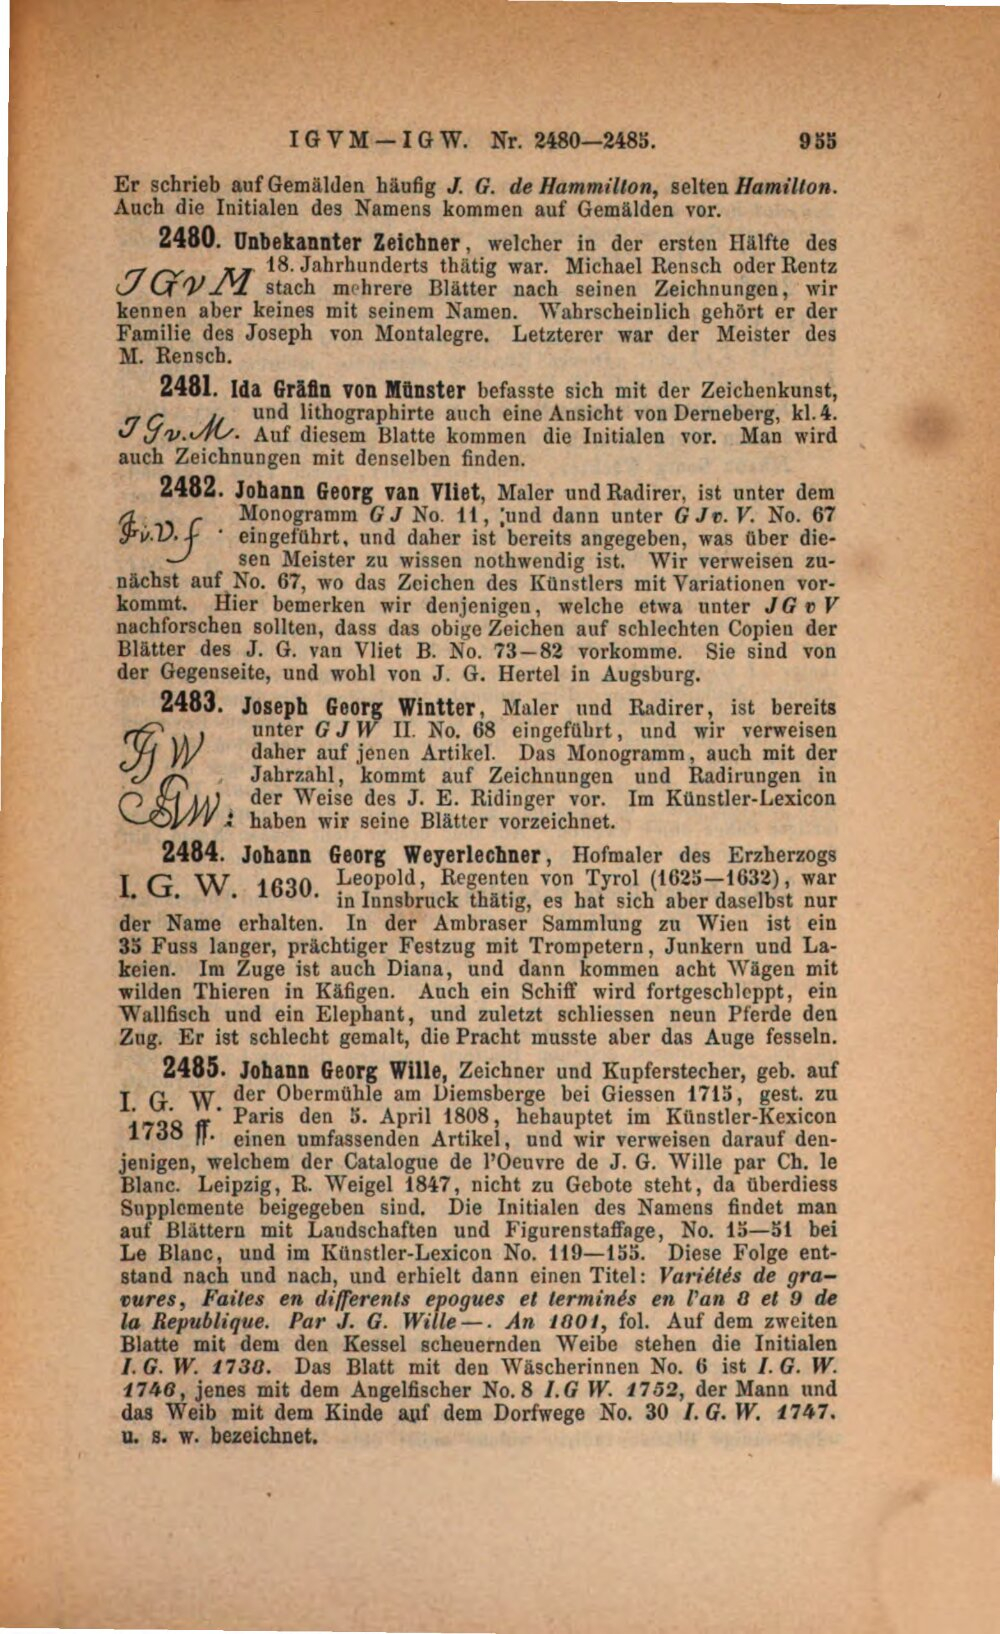 IGVM—IGW. Nr. 2480—2485. 955
Er schrieb auf Gemälden häufig J. G. de Hammilton, selten Hamilton.
Auch die Initialen des Namens kommen auf Gemälden vor.
2480. Unbekannter Zeichner, welcher in der ersten Hälfte des
JGvM 18. Jahrhunderts thätig war. Michael Rensch oder Rentz
stach mehrere Blätter nach seinen Zeichnungen, wir
kennen aber keines mit seinem Namen. Wahrscheinlich gehört er der
Familie des Joseph von Montalegre. Letzterer war der Meister des
M. Rensch.
2481. Ida Gräfin von Münster befasste sich mit der Zeichenkunst,
und lithographirte auch eine Ansicht von Derneberg, kl. 4.
JGv.M. Auf diesem Blatte kommen die Initialen vor. Man wird
auch Zeichnungen mit denselben finden.
2482. Johann Georg van Vliet, Maler und Radirer, ist unter dem
Monogramm GJ No. 11, und dann unter GJv.V. No. 67
eingeführt, und daher ist bereits angegeben, was über die-
sen Meister zu wissen nothwendig ist. Wir verweisen zu-
nächst auf No. 67, wo das Zeichen des Künstlers mit Variationen vor-
kommt. Hier bemerken wir denjenigen, welche etwa unter JGvV
nachforschen sollten, dass das obige Zeichen auf schlechten Copien der
Blätter des J. G. van Vliet B. No. 73—82 vorkomme. Sie sind von
der Gegenseite, und wohl von J. G. Hertel in Augsburg.
2483. Joseph Georg Wintter, Maler und Radirer, ist bereits
unter GJW II. No. 68 eingeführt, und wir verweisen
daher auf jenen Artikel. Das Monogramm, auch mit der
Jahrzahl, kommt auf Zeichnungen und Radirungen in
der Weise des J. E. Ridinger vor. Im Künstler-Lexicon
haben wir seine Blätter vorzeichnet.
2484. Johann Georg Weyerlechner, Hofmaler des Erzherzogs
I. G. W. 1630. Leopold, Regenten von Tyrol (1625—1632), war
in Innsbruck thätig, es hat sich aber daselbst nur
der Name erhalten. In der Ambraser Sammlung zu Wien ist ein
35 Fuss langer, prächtiger Festzug mit Trompetern, Junkern und La-
keien. Im Zuge ist auch Diana, und dann kommen acht Wägen mit
wilden Thieren in Käfigen. Auch ein Schiff wird fortgeschleppt, ein
Wallfisch und ein Elephant, und zuletzt schliessen neun Pferde den
Zug. Er ist schlecht gemalt, die Pracht musste aber das Auge fesseln.
2485. Johann Georg Wille, Zeichner und Kupferstecher, geb. auf
I. G. W. der Obermühle am Diemsberge bei Giessen 1715, gest. zu
1738 ff. Paris den 5. April 1808, hehauptet im Künstler-Kexicon
einen umfassenden Artikel, und wir verweisen darauf den-
jenigen, welchem der Catalogue de l'Oeuvre de J. G. Wille par Ch. le
Blanc. Leipzig, R. Weigel 1847, nicht zu Gebote steht, da überdiess
Supplemente beigegeben sind. Die Initialen des Namens findet man
auf Blättern mit Landschaften und Figurenstaffage, No. 15—51 bei
Le Blanc, und im Künstler-Lexicon No. 119—155. Diese Folge ent-
stand nach und nach, und erhielt dann einen Titel: Variétés de gra-
vures, Faites en differents epogues et terminés en l'an 8 et 9 de
la Republique. Par J. G. Wille—. An 1801, fol. Auf dem zweiten
Blatte mit dem den Kessel scheuernden Weibe stehen die Initialen
I. G. W. 1738. Das Blatt mit den Wäscherinnen No. 6 ist I. G. W.
1746, jenes mit dem Angelfischer No. 8 I.G W. 1752, der Mann und
das Weib mit dem Kinde auf dem Dorfwege No. 30 I. G. W. 1747.
u. s. w. bezeichnet.